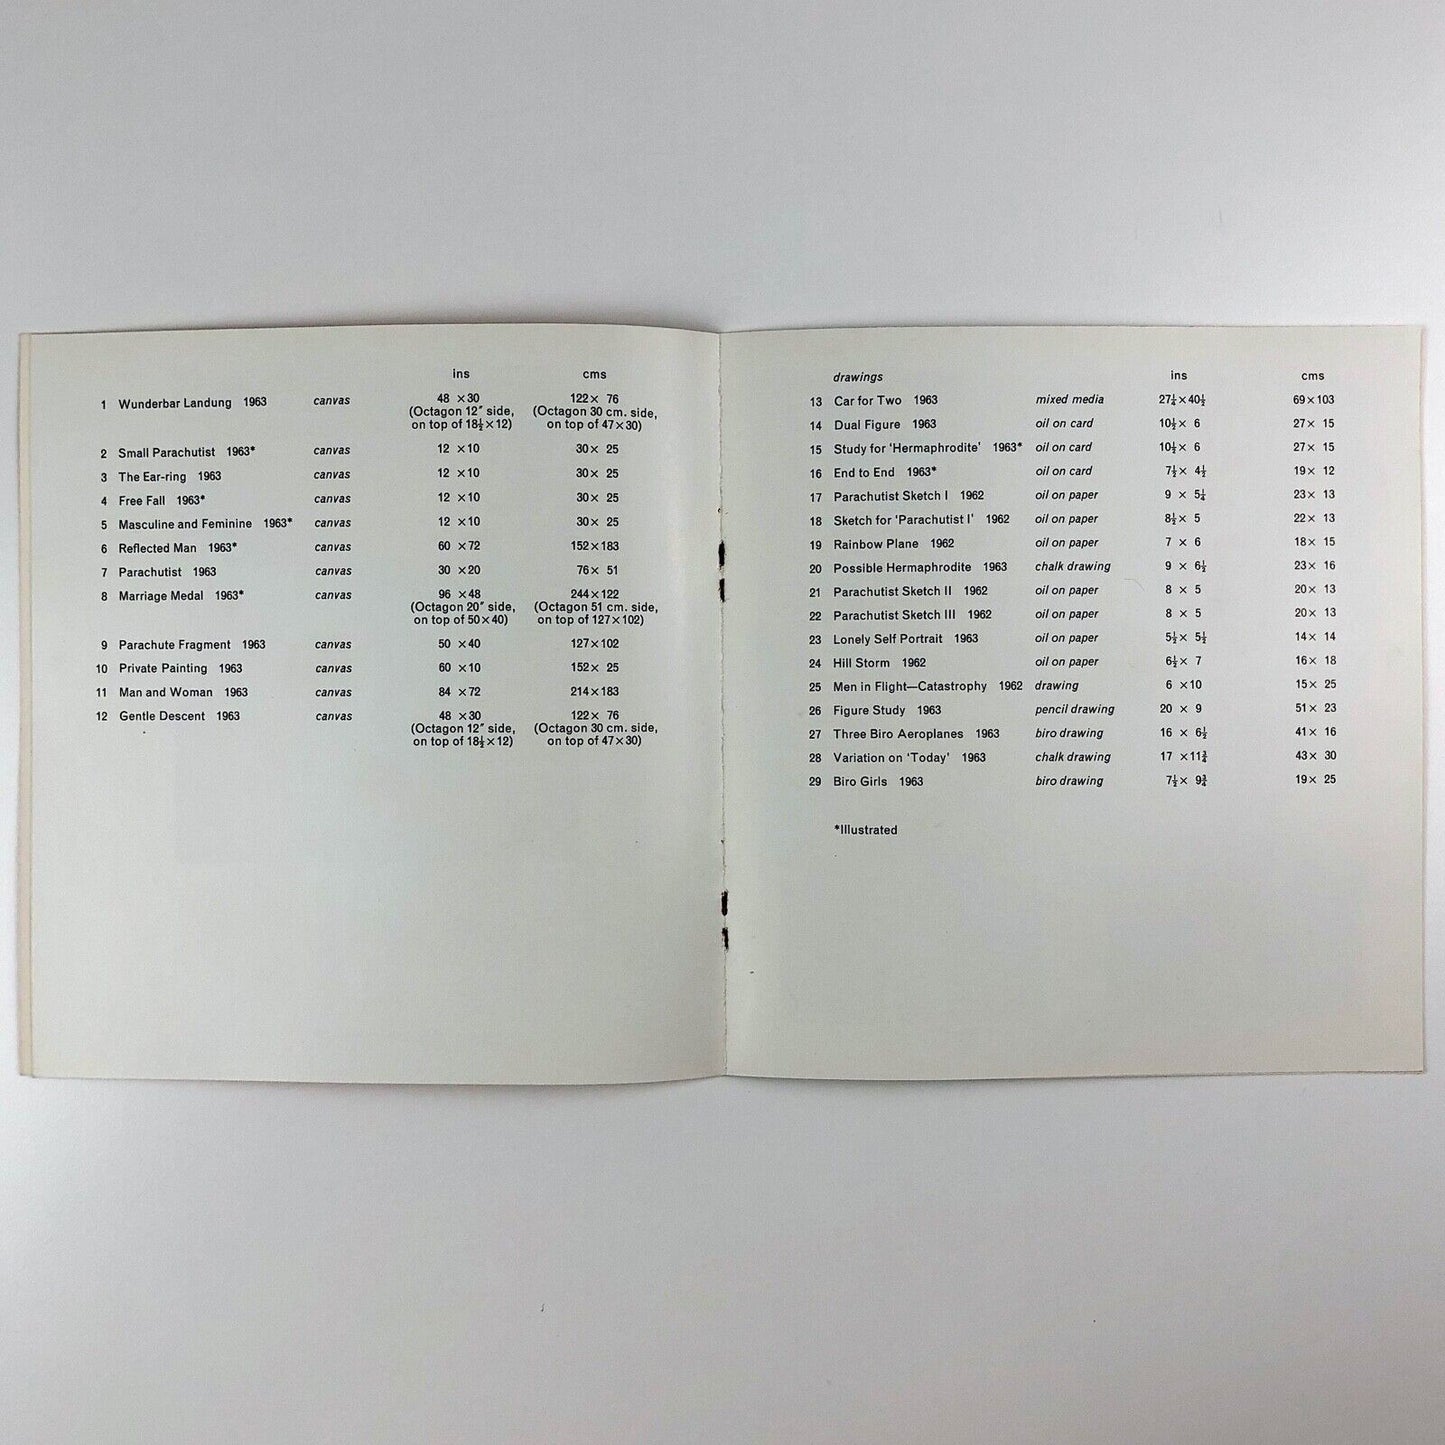 ins cms
1 Wunderbar Landung 1963 canvas 48 ×30 122× 76
(Octagon 12″ side, (Octagon 30 cm. side,
on top of 18½×12) on top of 47×30)
2 Small Parachutist 1963* canvas 12 ×10 30× 25
3 The Ear-ring 1963 canvas 12 ×10 30× 25
4 Free Fall 1963* canvas 12 ×10 30× 25
5 Masculine and Feminine 1963* canvas 12 ×10 30× 25
6 Reflected Man 1963* canvas 60 ×72 152×183
7 Parachutist 1963 canvas 30 ×20 76× 51
8 Marriage Medal 1963* canvas 96 ×48 244×122
(Octagon 20″ side, (Octagon 51 cm. side,
on top of 50×40) on top of 127×102)
9 Parachute Fragment 1963 canvas 50 ×40 127×102
10 Private Painting 1963 canvas 60 ×10 152× 25
11 Man and Woman 1963 canvas 84 ×72 214×183
12 Gentle Descent 1963 canvas 48 ×30 122× 76
(Octagon 12″ side, (Octagon 30 cm. side,
on top of 18½×12) on top of 47×30)
drawings ins cms
13 Car for Two 1963 mixed media 27¼×40½ 69×103
14 Dual Figure 1963 oil on card 10½× 6 27× 15
15 Study for ‘Hermaphrodite’ 1963* oil on card 10½× 6 27× 15
16 End to End 1963* oil on card 7½× 4½ 19× 12
17 Parachutist Sketch I 1962 oil on paper 9 × 5¼ 23× 13
18 Sketch for ‘Parachutist I’ 1962 oil on paper 8½× 5 22× 13
19 Rainbow Plane 1962 oil on paper 7 × 6 18× 15
20 Possible Hermaphrodite 1963 chalk drawing 9 × 6½ 23× 16
21 Parachutist Sketch II 1962 oil on paper 8 × 5 20× 13
22 Parachutist Sketch III 1962 oil on paper 8 × 5 20× 13
23 Lonely Self Portrait 1963 oil on paper 5½× 5½ 14× 14
24 Hill Storm 1962 oil on paper 6½× 7 16× 18
25 Men in Flight—Catastrophy 1962 drawing 6 ×10 15× 25
26 Figure Study 1963 pencil drawing 20 × 9 51× 23
27 Three Biro Aeroplanes 1963 biro drawing 16 × 6½ 41× 16
28 Variation on ‘Today’ 1963 chalk drawing 17 ×11¾ 43× 30
29 Biro Girls 1963 biro drawing 7½× 9¾ 19× 25
*Illustrated